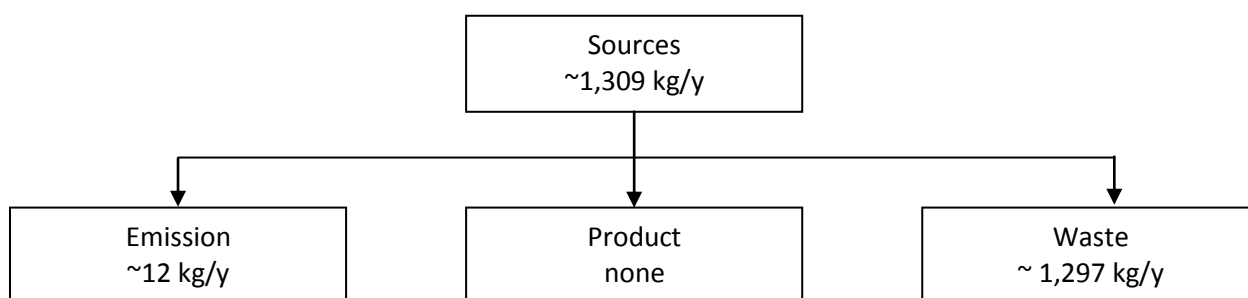 Sources
~1,309 kg/y
Emission
~12 kg/y
Product
none
Waste
~ 1,297 kg/y